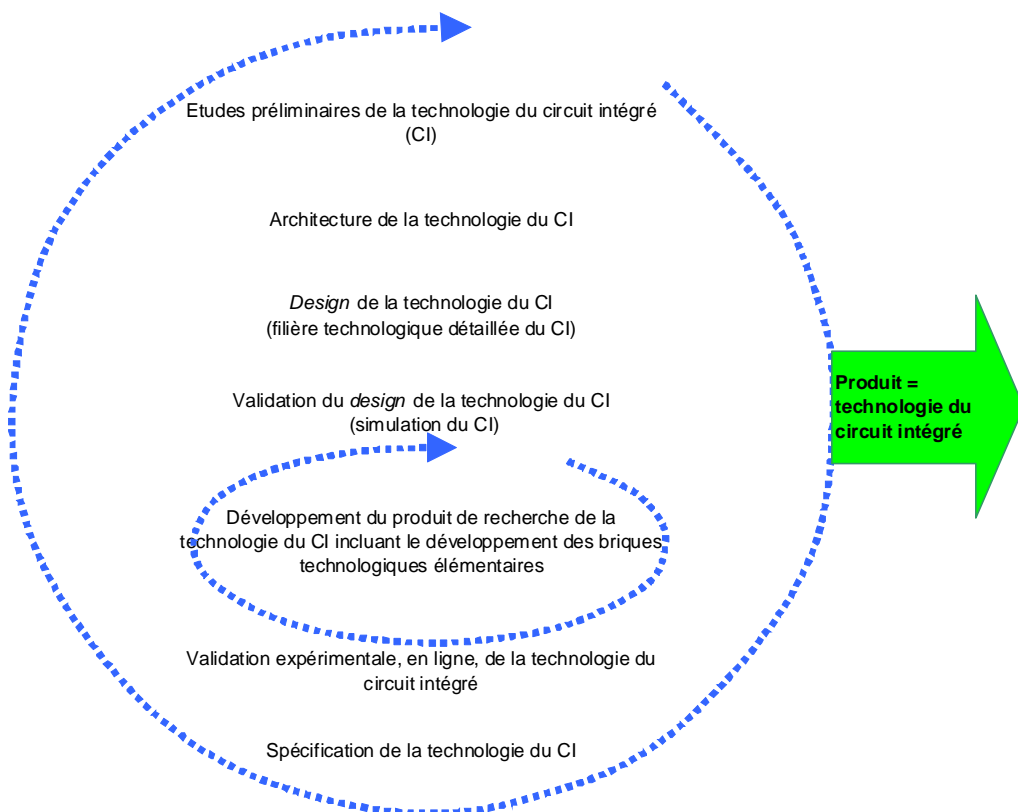 Etudes préliminaires de la technologie du circuit intégré
(CI)
Architecture de la technologie du CI
Design de la technologie du CI
(filière technologique détaillée du CI)
Validation du design de la technologie du CI
(simulation du CI)
Produit =
technologie du
circuit intégré
Développement du produit de recherche de la
technologie du CI incluant le développement des briques
technologiques élémentaires
Validation expérimentale, en ligne, de la technologie du
circuit intégré
Spécification de la technologie du CI